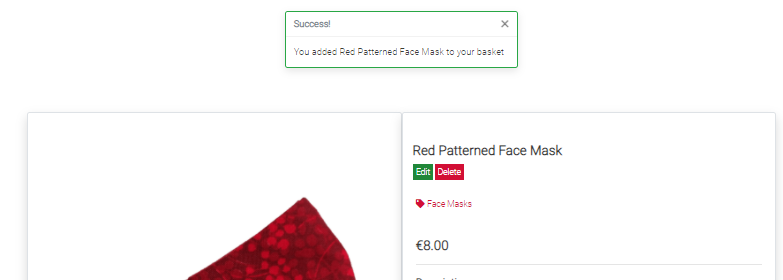 Success! ×
You added Red Patterned Face Mask to your basket
Red Patterned Face Mask
Edit Delete
Face Masks
€8.00